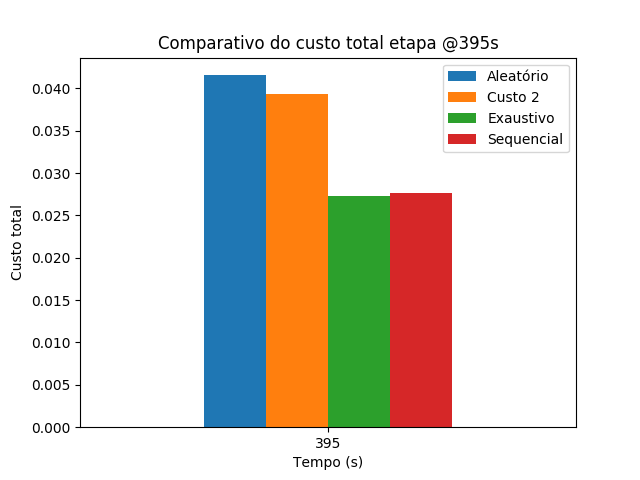 Comparativo do custo total etapa @395s
Aleatório
Custo 2
Exaustivo
Sequencial
0.040
0.035
0.030
0.025
0.020
0.015
0.010
0.005
0.000
Custo total
395
Tempo (s)